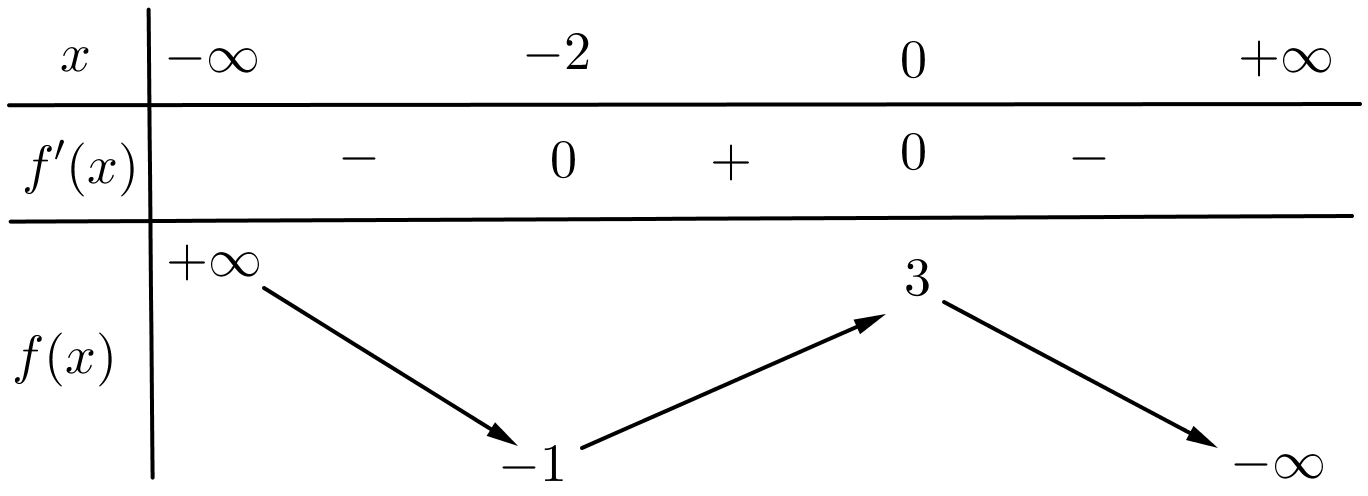 x −∞ −2 0 +∞
f′(x) − 0 + 0 −
+∞ 3
f(x)
−1 −∞